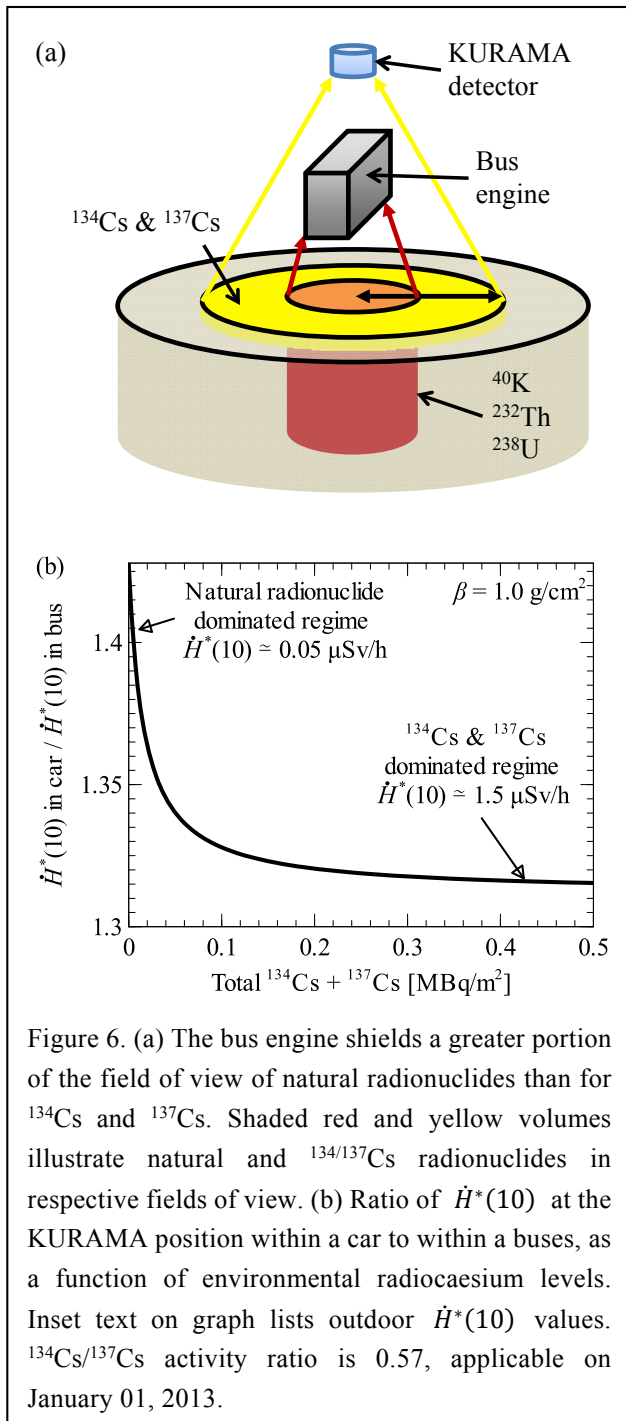 (a)
KURAMA
detector
Bus
engine
¹³⁴Cs & ¹³⁷Cs
⁴⁰K
²³²Th
²³⁸U
(b)
Natural radionuclide
dominated regime
Ḣ*(10) ≃ 0.05 μSv/h
β = 1.0 g/cm²
¹³⁴Cs & ¹³⁷Cs
dominated regime
Ḣ*(10) ≃ 1.5 μSv/h
Ḣ*(10) in car / Ḣ*(10) in bus
1.4
1.35
1.3
0 0.1 0.2 0.3 0.4 0.5
Total ¹³⁴Cs + ¹³⁷Cs [MBq/m²]
Figure 6. (a) The bus engine shields a greater portion
of the field of view of natural radionuclides than for
¹³⁴Cs and ¹³⁷Cs. Shaded red and yellow volumes
illustrate natural and ¹³⁴/¹³⁷Cs radionuclides in
respective fields of view. (b) Ratio of Ḣ*(10) at the
KURAMA position within a car to within a buses, as
a function of environmental radiocaesium levels.
Inset text on graph lists outdoor Ḣ*(10) values.
¹³⁴Cs/¹³⁷Cs activity ratio is 0.57, applicable on
January 01, 2013.